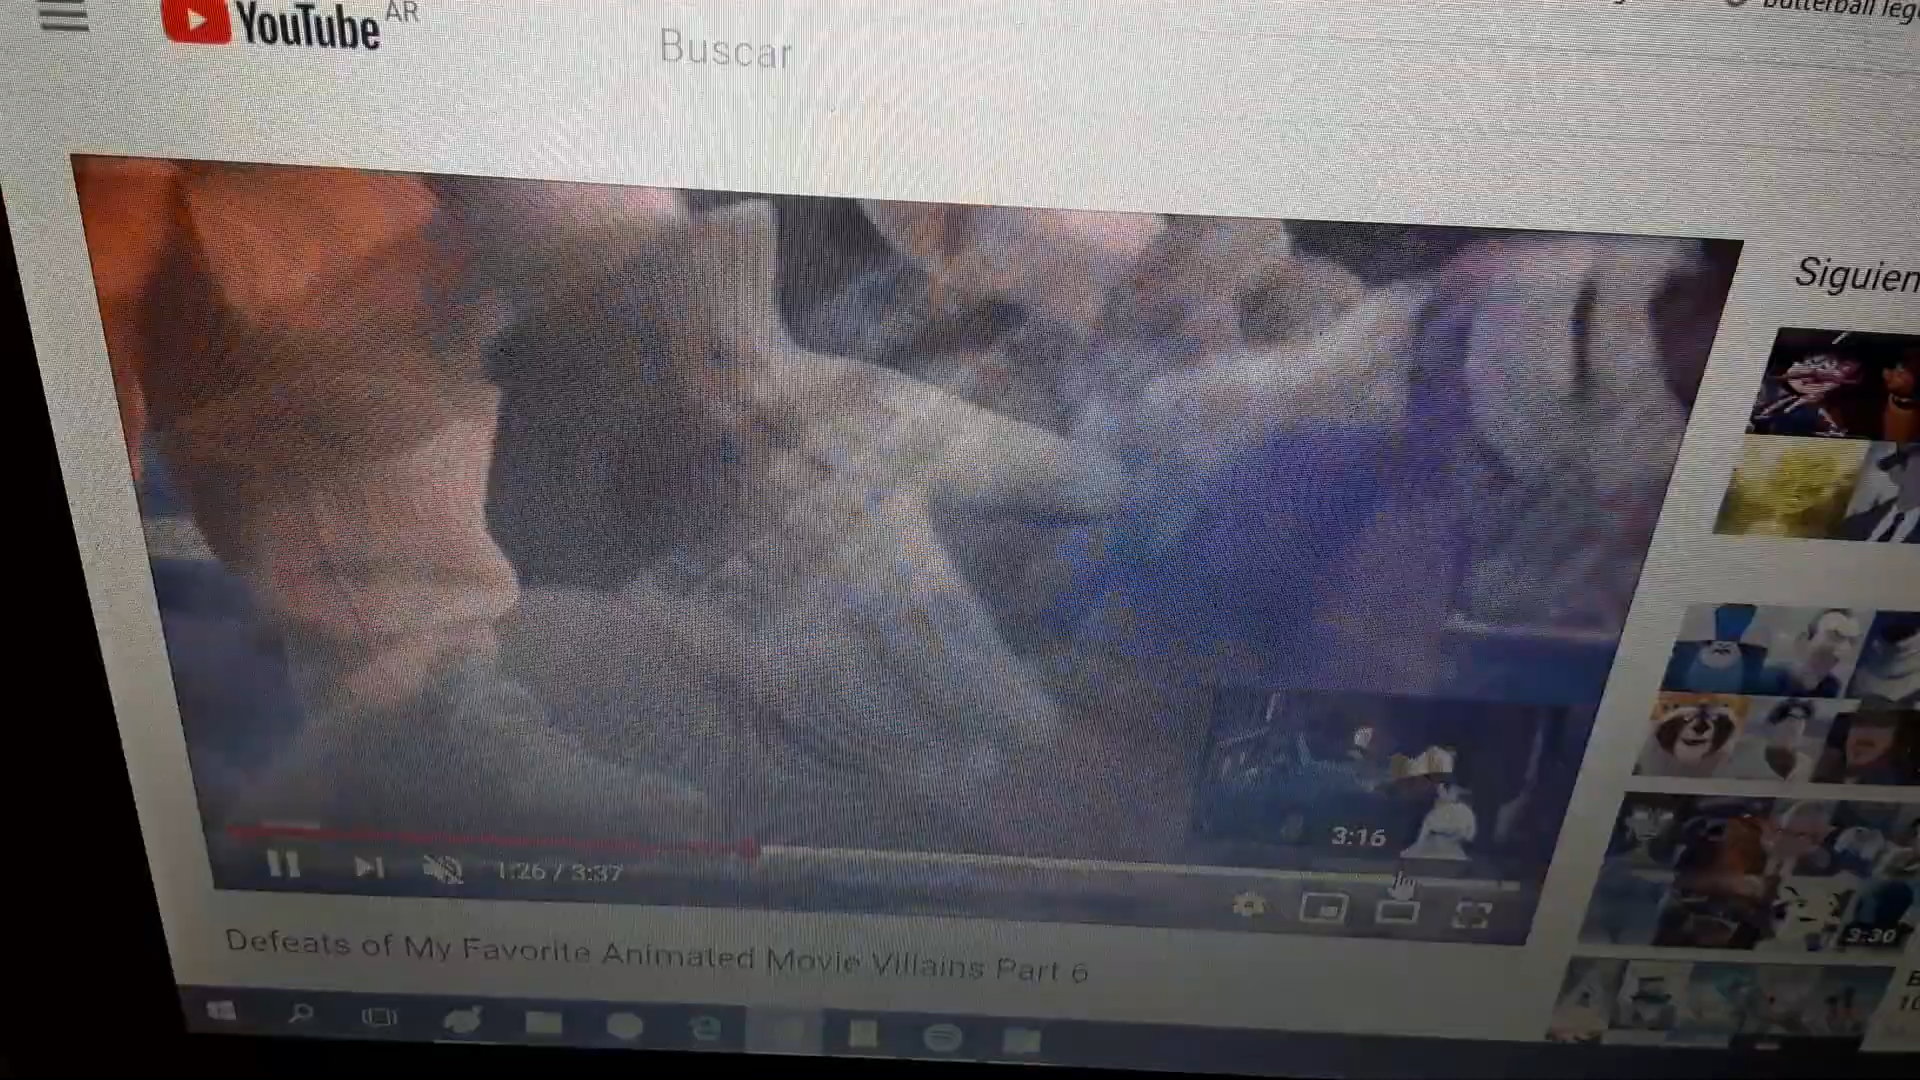 YouTube AR
Buscar
Siguien
3:16
1:26 / 3:37
Defeats of My Favorite Animated Movie Villains Part 6
3:30